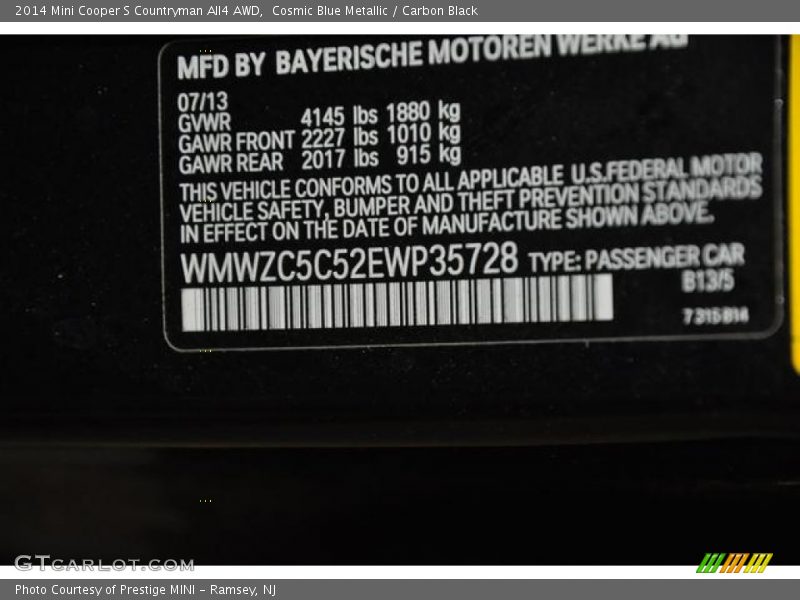 2014 Mini Cooper S Countryman All4 AWD, Cosmic Blue Metallic / Carbon Black
MFD BY BAYERISCHE MOTOREN WERKE AG
07/13
GVWR 4145 lbs 1880 kg
GAWR FRONT 2227 lbs 1010 kg
GAWR REAR 2017 lbs 915 kg
THIS VEHICLE CONFORMS TO ALL APPLICABLE U.S.FEDERAL MOTOR
VEHICLE SAFETY, BUMPER AND THEFT PREVENTION STANDARDS
IN EFFECT ON THE DATE OF MANUFACTURE SHOWN ABOVE.
WMWZC5C52EWP35728 TYPE: PASSENGER CAR
B13/5
GTCARLOT.COM
Photo Courtesy of Prestige MINI - Ramsey, NJ